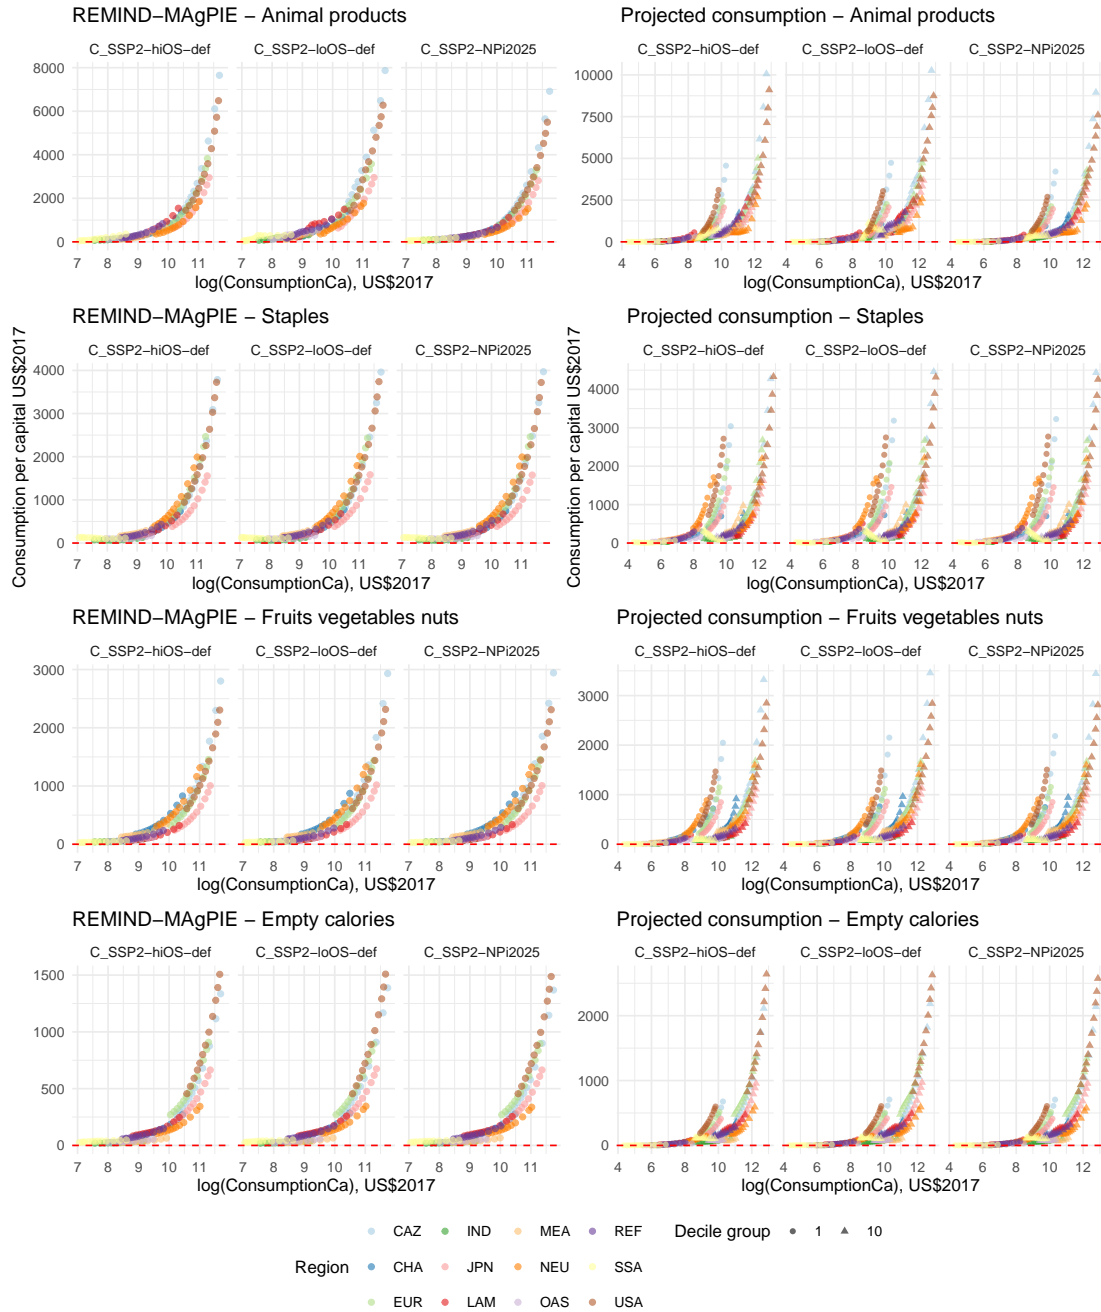 REMIND−MAgPIE − Animal products
C_SSP2−hiOS−def C_SSP2−loOS−def C_SSP2−NPi2025
8000
6000
4000
2000
0
7 8 9 10 11 7 8 9 10 11 7 8 9 10 11
log(ConsumptionCa), US$2017
Projected consumption − Animal products
C_SSP2−hiOS−def C_SSP2−loOS−def C_SSP2−NPi2025
10000
7500
5000
2500
0
4 6 8 10 12 4 6 8 10 12 4 6 8 10 12
log(ConsumptionCa), US$2017
REMIND−MAgPIE − Staples
C_SSP2−hiOS−def C_SSP2−loOS−def C_SSP2−NPi2025
Consumption per capital US$2017
4000
3000
2000
1000
0
7 8 9 10 11 7 8 9 10 11 7 8 9 10 11
log(ConsumptionCa), US$2017
Projected consumption − Staples
C_SSP2−hiOS−def C_SSP2−loOS−def C_SSP2−NPi2025
Consumption per capital US$2017
4000
3000
2000
1000
0
4 6 8 10 12 4 6 8 10 12 4 6 8 10 12
log(ConsumptionCa), US$2017
REMIND−MAgPIE − Fruits vegetables nuts
C_SSP2−hiOS−def C_SSP2−loOS−def C_SSP2−NPi2025
3000
2000
1000
0
7 8 9 10 11 7 8 9 10 11 7 8 9 10 11
log(ConsumptionCa), US$2017
Projected consumption − Fruits vegetables nuts
C_SSP2−hiOS−def C_SSP2−loOS−def C_SSP2−NPi2025
3000
2000
1000
0
4 6 8 10 12 4 6 8 10 12 4 6 8 10 12
log(ConsumptionCa), US$2017
REMIND−MAgPIE − Empty calories
C_SSP2−hiOS−def C_SSP2−loOS−def C_SSP2−NPi2025
1500
1000
500
0
7 8 9 10 11 7 8 9 10 11 7 8 9 10 11
log(ConsumptionCa), US$2017
Projected consumption − Empty calories
C_SSP2−hiOS−def C_SSP2−loOS−def C_SSP2−NPi2025
2000
1000
0
4 6 8 10 12 4 6 8 10 12 4 6 8 10 12
log(ConsumptionCa), US$2017
Region
CAZ IND MEA REF
CHA JPN NEU SSA
EUR LAM OAS USA
Decile group 1 10